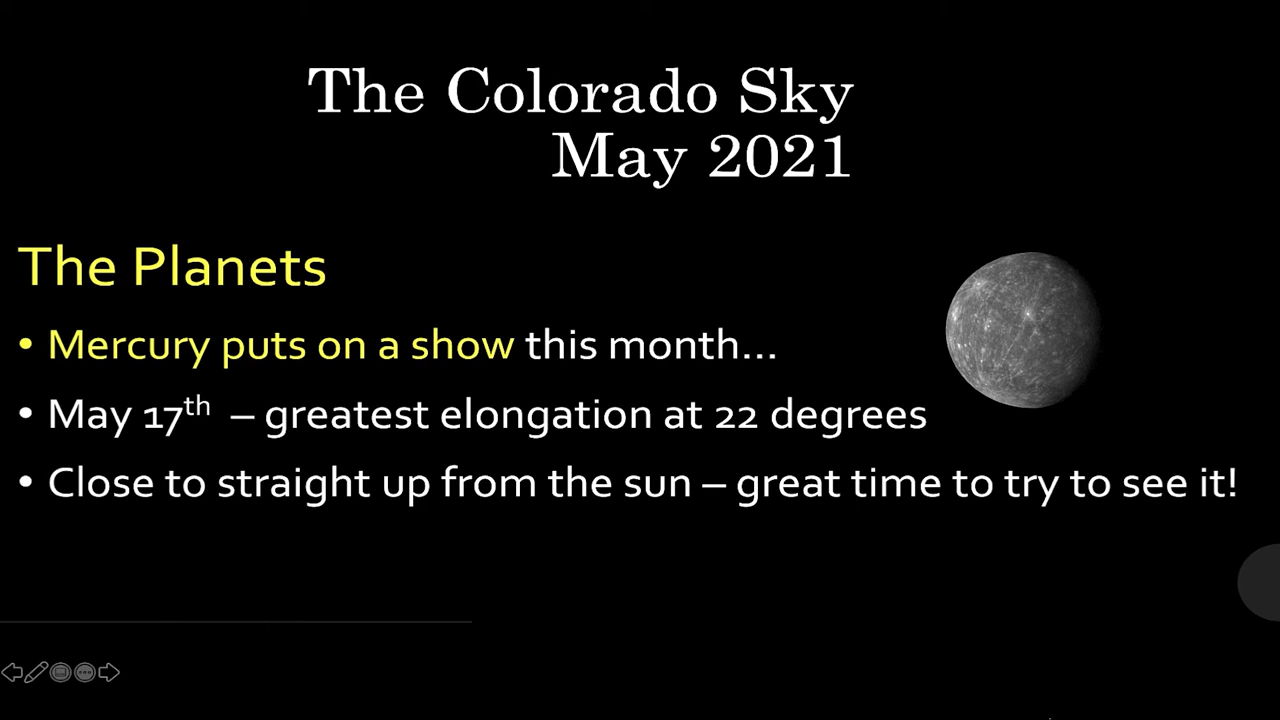 The Colorado Sky
May 2021
The Planets
• Mercury puts on a show this month...
• May 17th – greatest elongation at 22 degrees
• Close to straight up from the sun – great time to try to see it!